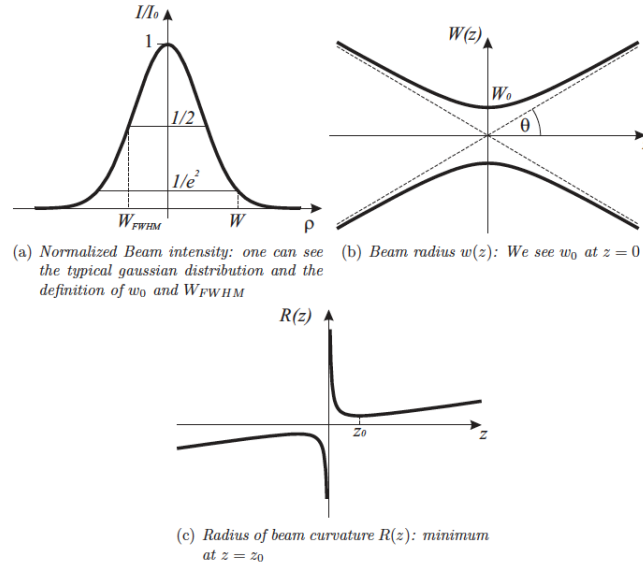 I/I₀
1
1/2
1/e²
W_FWHM
W
ρ
(a) Normalized Beam intensity: one can see
the typical gaussian distribution and the
definition of w₀ and W_FWHM
W(z)
W₀
θ
(b) Beam radius w(z): We see w₀ at z = 0
R(z)
z₀
z
(c) Radius of beam curvature R(z): minimum
at z = z₀